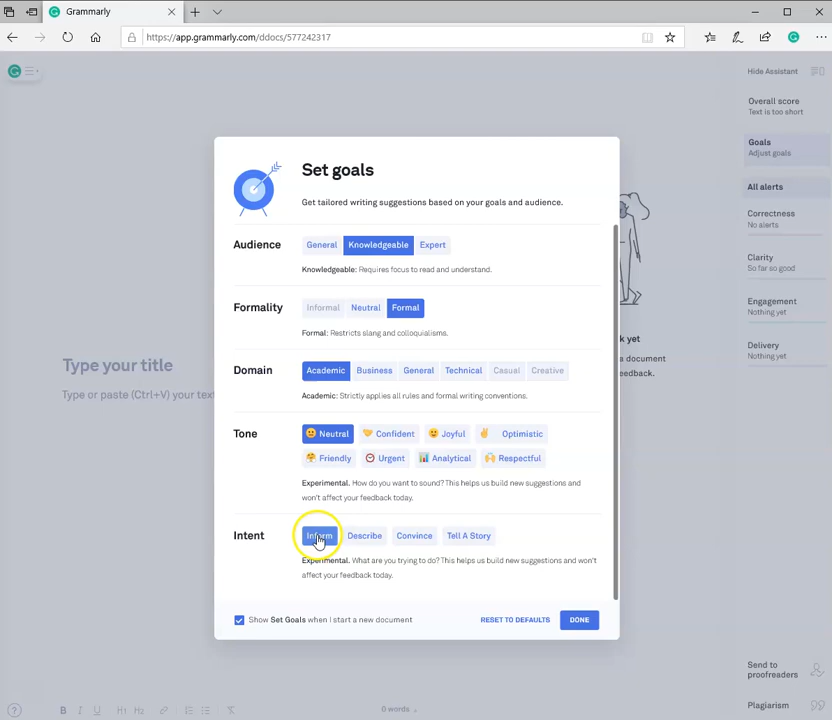 Grammarly
https://app.grammarly.com/ddocs/577242317
Hide Assistant
Overall score
Text is too short
Goals
Adjust goals
All alerts
Correctness
No alerts
Clarity
So far so good
Engagement
Nothing yet
Delivery
Nothing yet
Set goals
Get tailored writing suggestions based on your goals and audience.
Audience
General Knowledgeable Expert
Knowledgeable: Requires focus to read and understand.
Formality
Informal Neutral Formal
Formal: Restricts slang and colloquialisms.
Domain
Academic Business General Technical Casual Creative
Academic: Strictly applies all rules and formal writing conventions.
Tone
Neutral Confident Joyful Optimistic
Friendly Urgent Analytical Respectful
Experimental. How do you want to sound? This helps us build new suggestions and
won't affect your feedback today.
Intent
Inform Describe Convince Tell A Story
Experimental. What are you trying to do? This helps us build new suggestions and won't
affect your feedback today.
Show Set Goals when I start a new document
RESET TO DEFAULTS
DONE
Type your title
Type or paste (Ctrl+V) your
yet
document
B I U H1 H2
0 words
Send to
proofreaders
Plagiarism